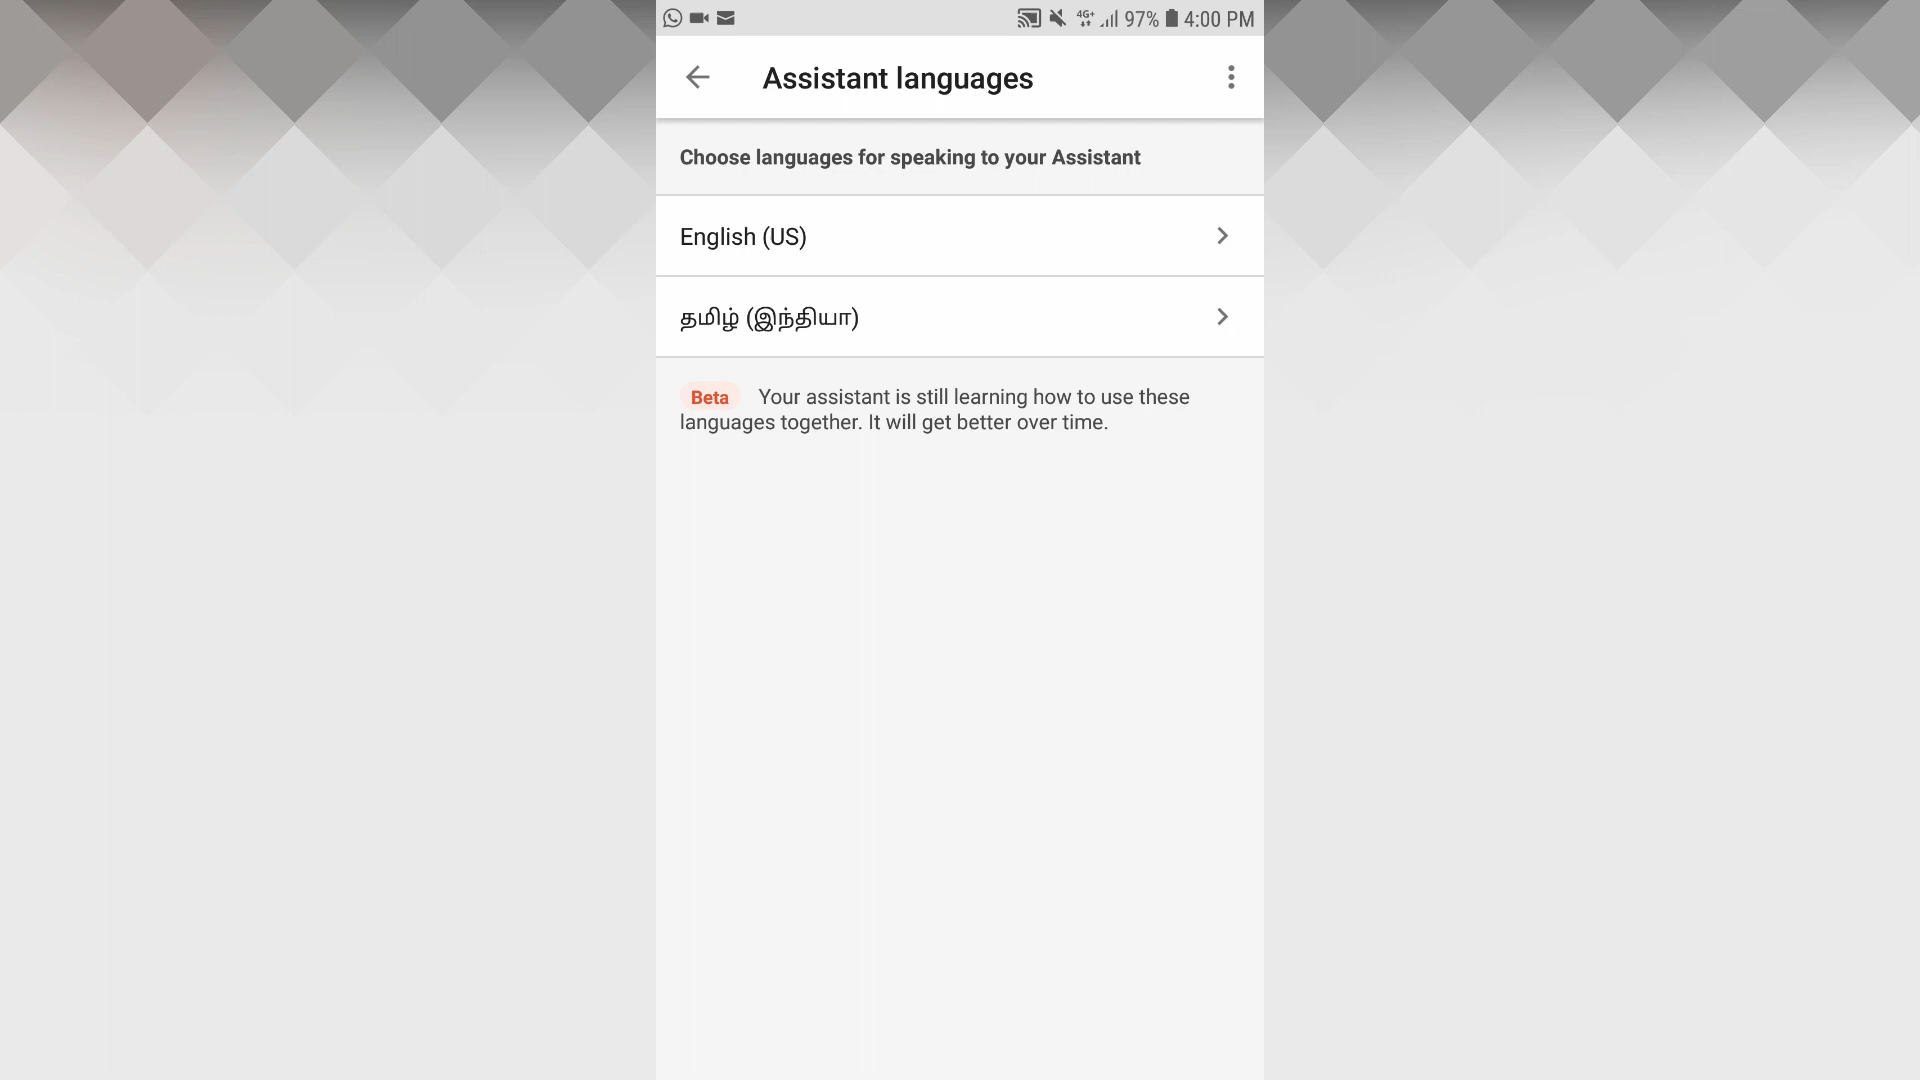 4G+ 97% 4:00 PM
Assistant languages
Choose languages for speaking to your Assistant
English (US)
தமிழ் (இந்தியா)
Beta Your assistant is still learning how to use these
languages together. It will get better over time.